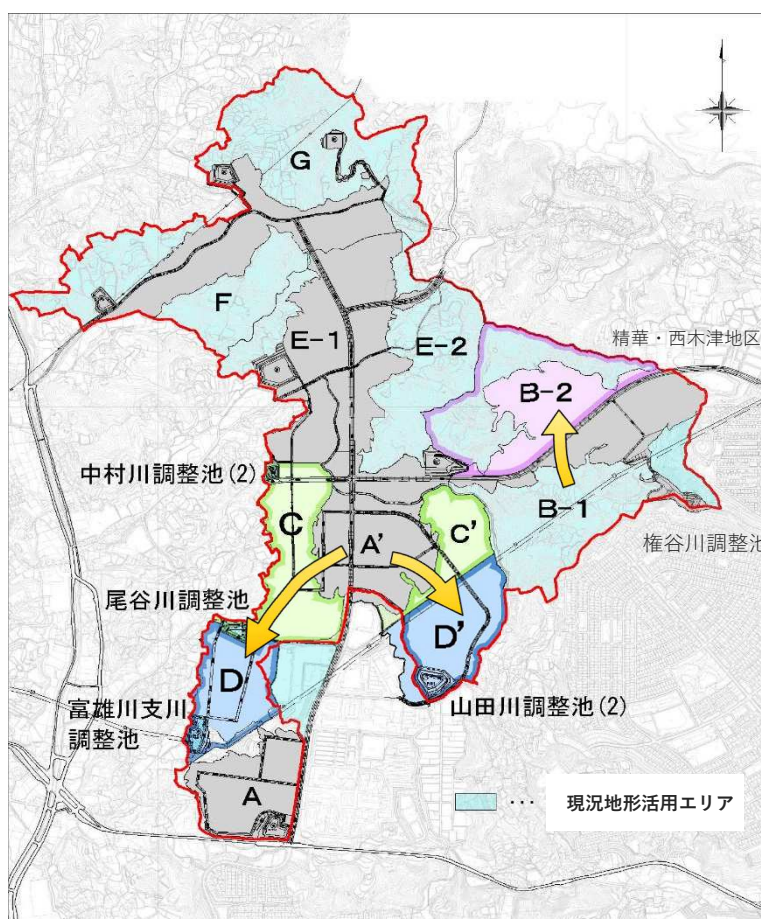 G
F
E-1
E-2
精華・西木津地区
B-2
中村川調整池(2)
C
A'
C'
B-1
権谷川調整池
尾谷川調整池
D'
D
富雄川支川
調整池
山田川調整池(2)
A
··· 現況地形活用エリア